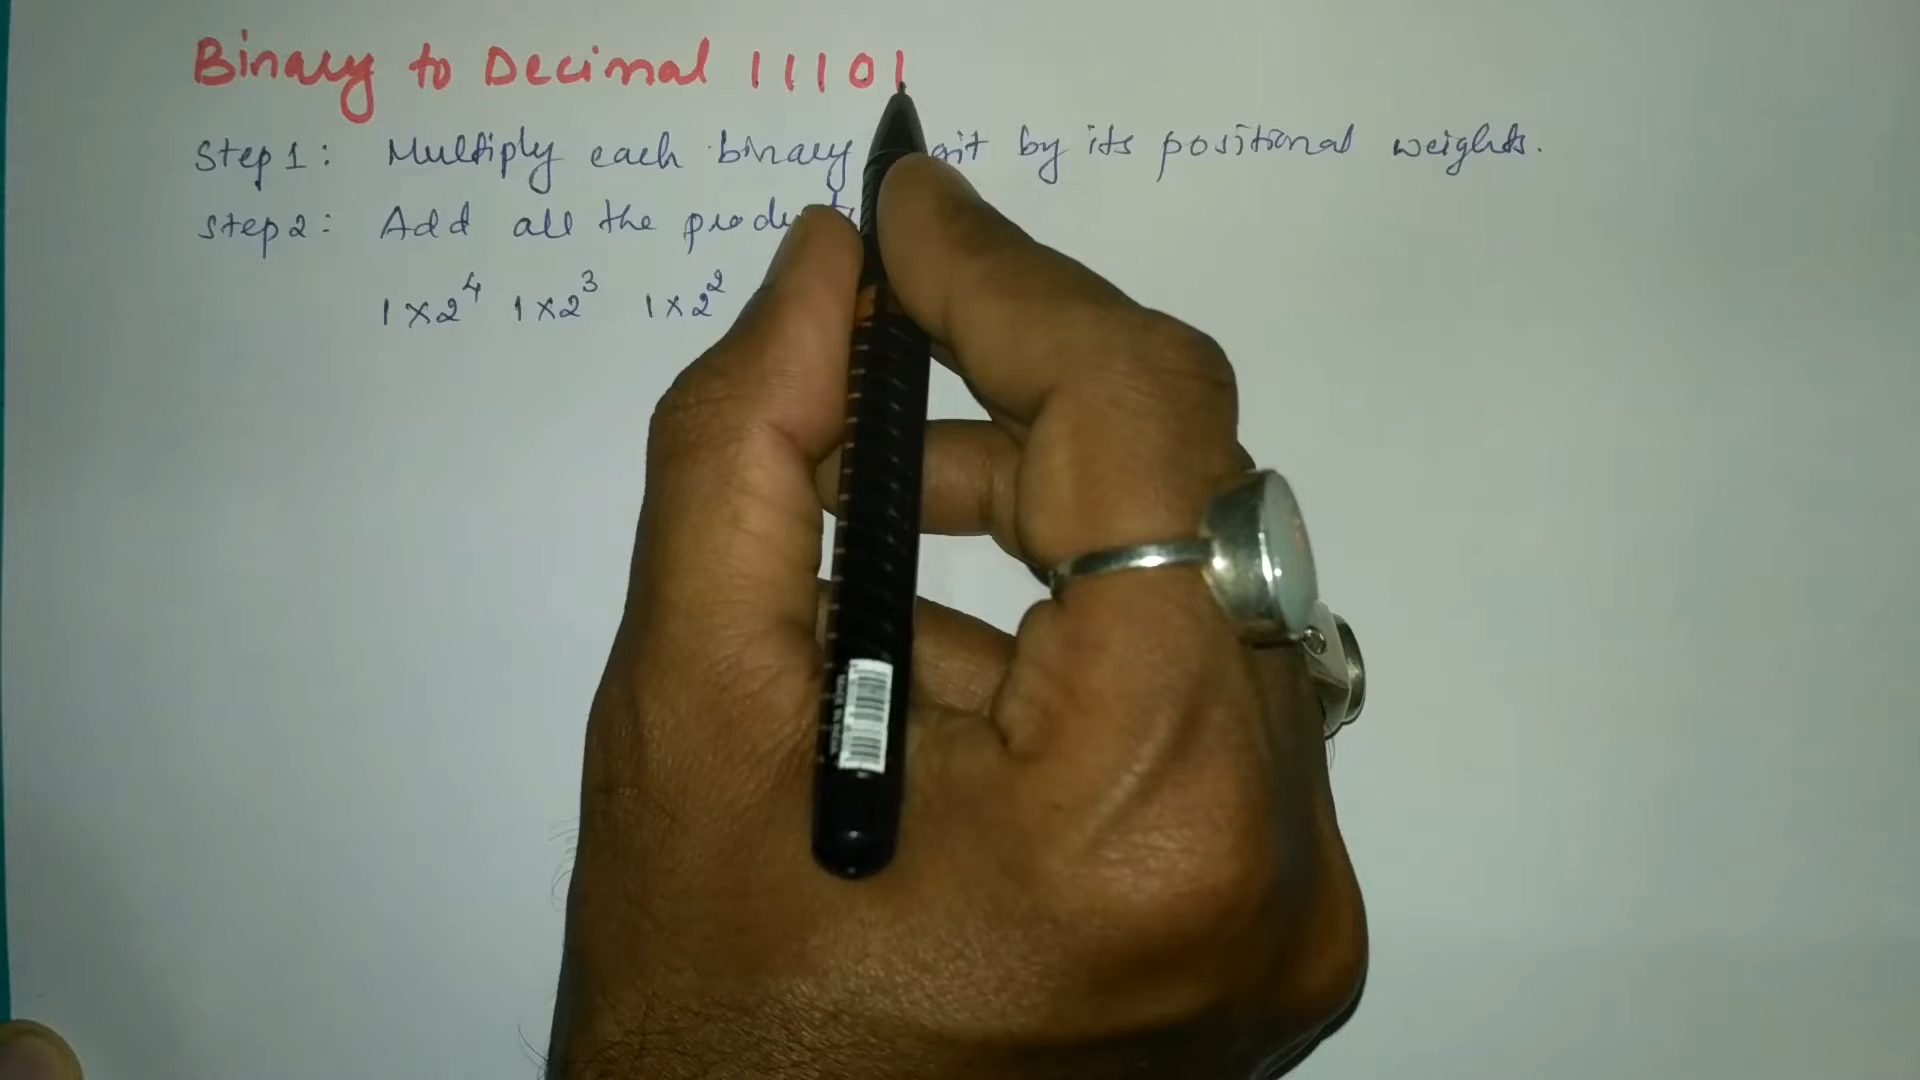 Binary to Decimal 11101
Step 1: Multiply each binary by its positional weights.
Step 2: Add all the
1 × 2⁴ 1 × 2³ 1 × 2²